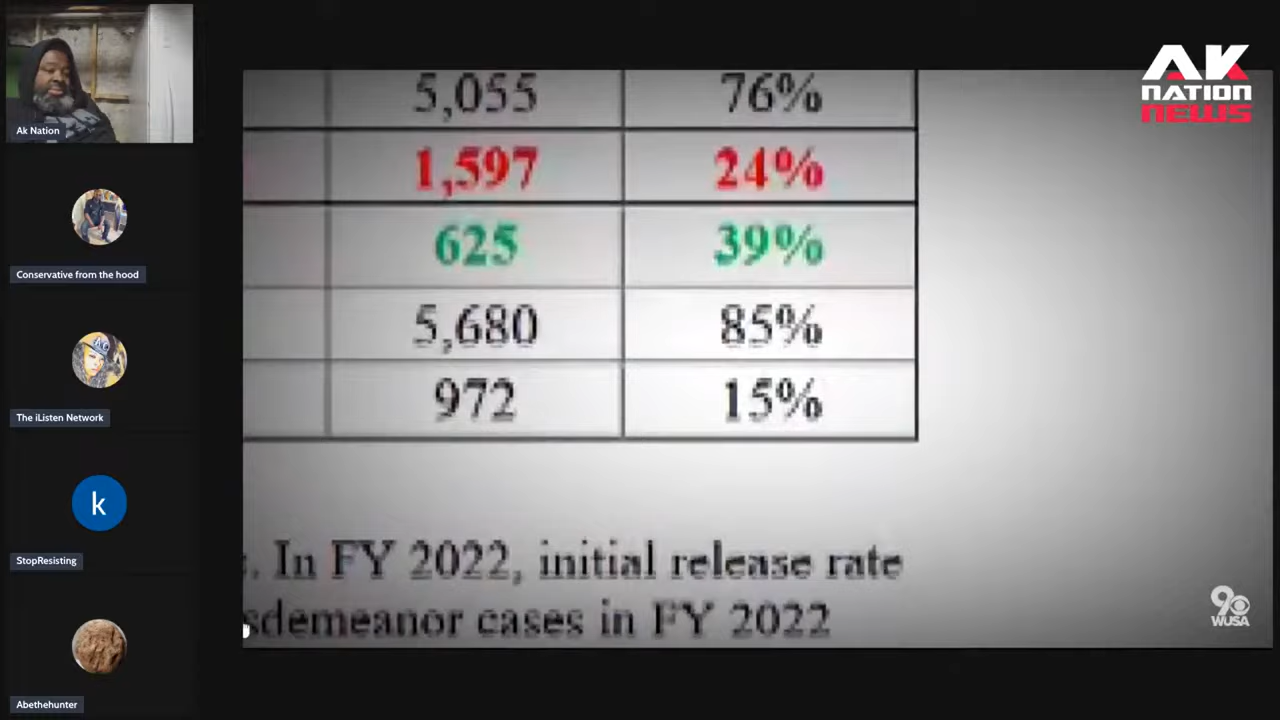 Ak Nation
Conservative from the hood
The iListen Network
k
StopResisting
Abethehunter
5,055 76%
1,597 24%
625 39%
5,680 85%
972 15%
. In FY 2022, initial release rate
sdemeanor cases in FY 2022
AK
NATION
NEWS
9
WUSA